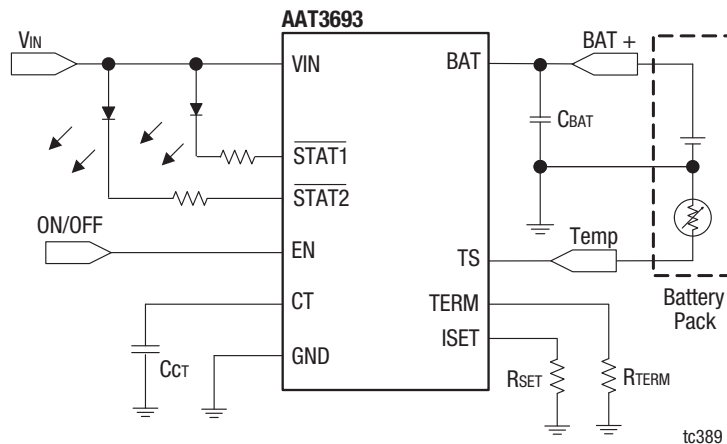 AAT3693
VIN
VIN
BAT
BAT +
CBAT
STAT1
STAT2
ON/OFF
EN
TS
Temp
CT
TERM
Battery
Pack
ISET
CCT
GND
RSET
RTERM
tc389